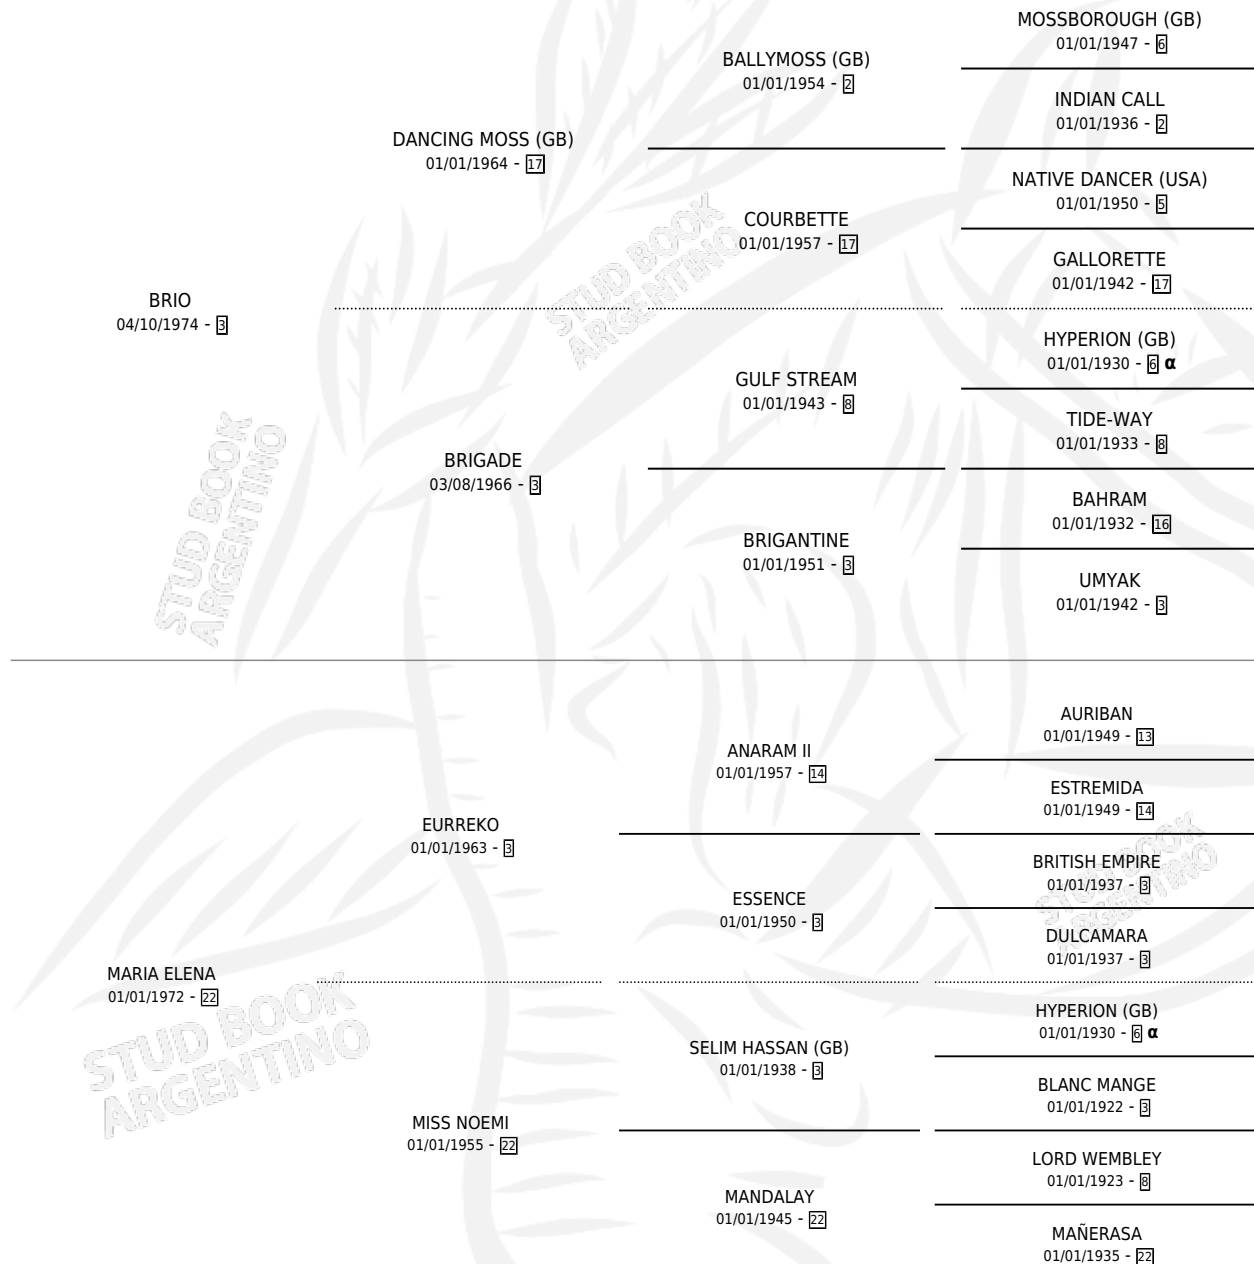 MOSSBOROUGH (GB)
01/01/1947 - 6
BALLYMOSS (GB)
01/01/1954 - 2
INDIAN CALL
01/01/1936 - 2
DANCING MOSS (GB)
01/01/1964 - 17
NATIVE DANCER (USA)
01/01/1950 - 5
COURBETTE
01/01/1957 - 17
GALLORETTE
01/01/1942 - 17
BRIO
04/10/1974 - 3
HYPERION (GB)
01/01/1930 - 6 α
GULF STREAM
01/01/1943 - 8
TIDE-WAY
01/01/1933 - 8
BRIGADE
03/08/1966 - 3
BAHRAM
01/01/1932 - 16
BRIGANTINE
01/01/1951 - 3
UMYAK
01/01/1942 - 3
AURIBAN
01/01/1949 - 13
ANARAM II
01/01/1957 - 14
ESTREMIDA
01/01/1949 - 14
EURREKO
01/01/1963 - 3
BRITISH EMPIRE
01/01/1937 - 3
ESSENCE
01/01/1950 - 3
DULCAMARA
01/01/1937 - 3
MARIA ELENA
01/01/1972 - 22
HYPERION (GB)
01/01/1930 - 6 α
SELIM HASSAN (GB)
01/01/1938 - 3
BLANC MANGE
01/01/1922 - 3
MISS NOEMI
01/01/1955 - 22
LORD WEMBLEY
01/01/1923 - 8
MANDALAY
01/01/1945 - 22
MAÑERASA
01/01/1935 - 22
STUD BOOK
ARGENTINO
STUD BOOK
ARGENTINO
STUD BOOK
ARGENTINO
STUD BOOK
ARGENTINO